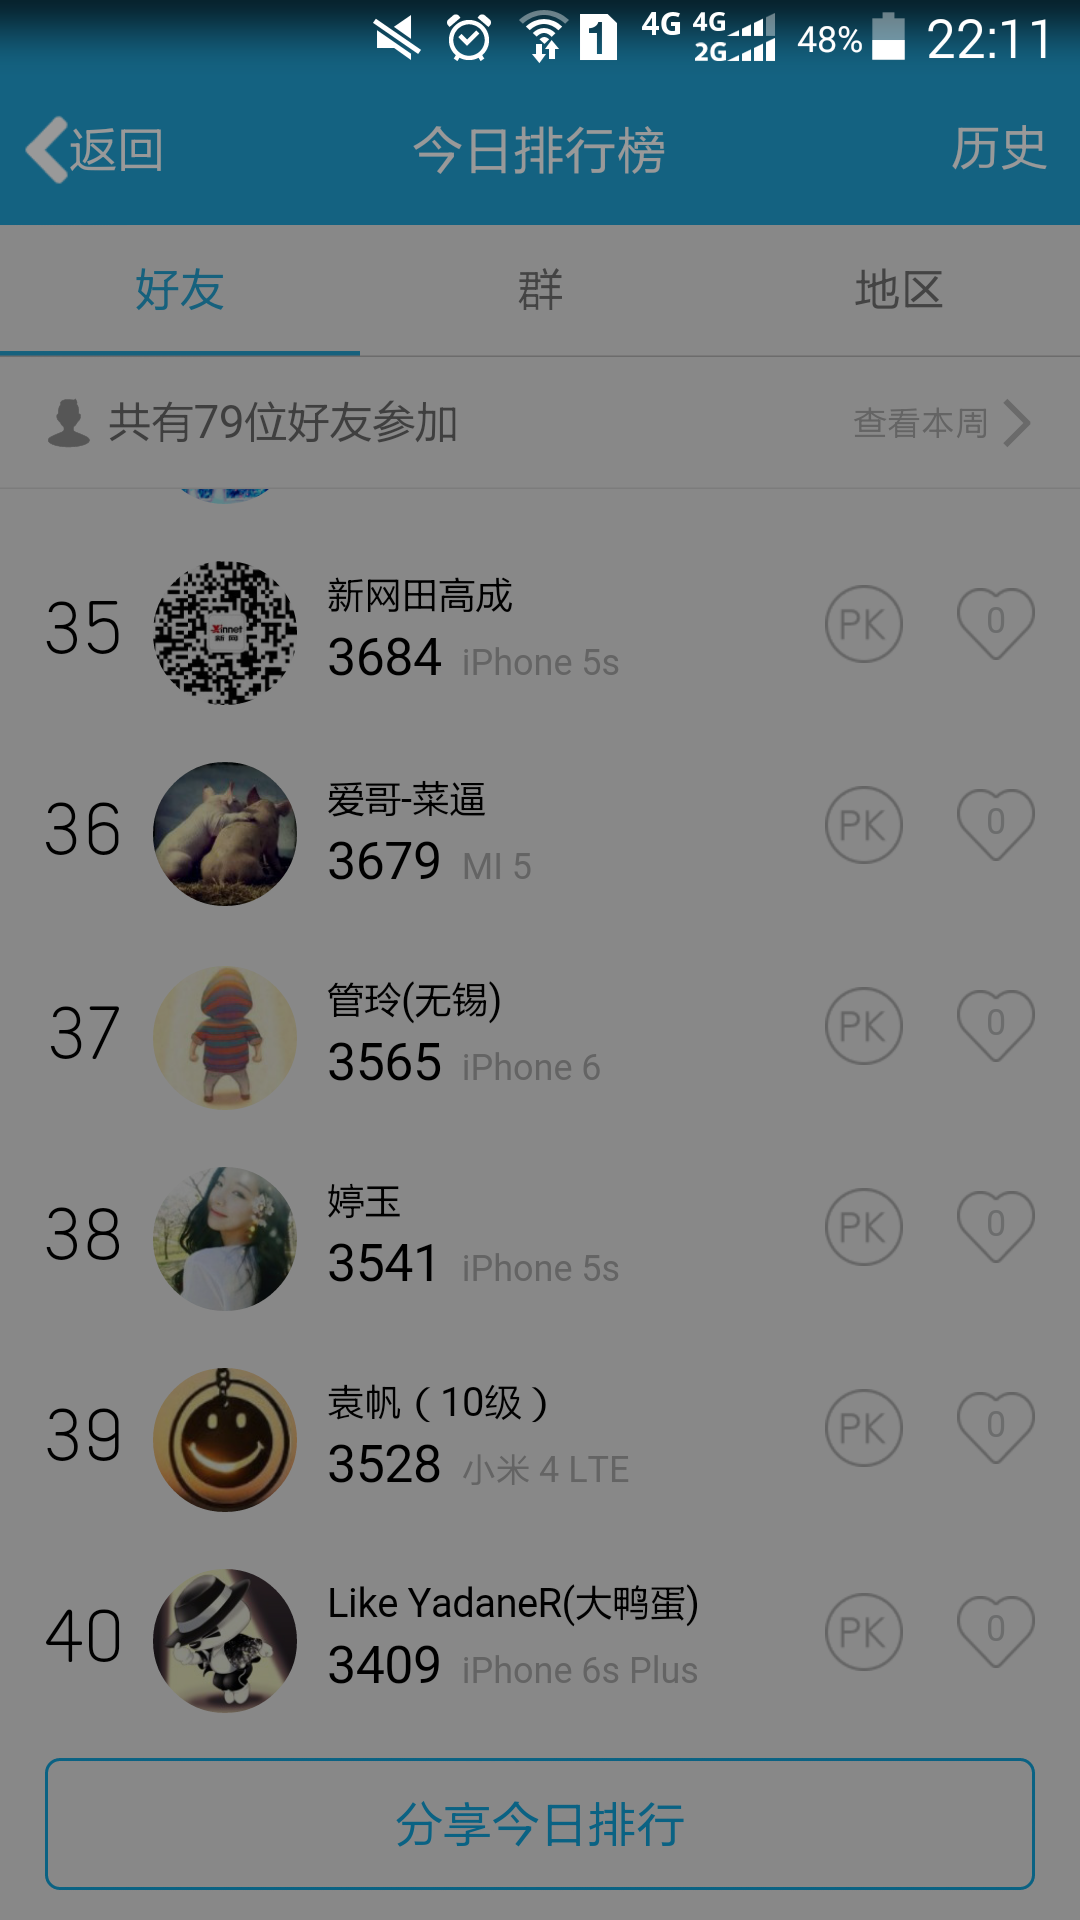 4G 4G 2G 1 48% 22:11
返回 今日排行榜 历史
好友 群 地区
共有79位好友参加 查看本周
35 新网田高成 PK 0
3684 iPhone 5s
Xinnet
新网
36 爱哥-菜逼 PK 0
3679 MI 5
37 管玲(无锡) PK 0
3565 iPhone 6
38 婷玉 PK 0
3541 iPhone 5s
39 袁帆（10级） PK 0
3528 小米 4 LTE
40 Like YadaneR(大鸭蛋) PK 0
3409 iPhone 6s Plus
分享今日排行